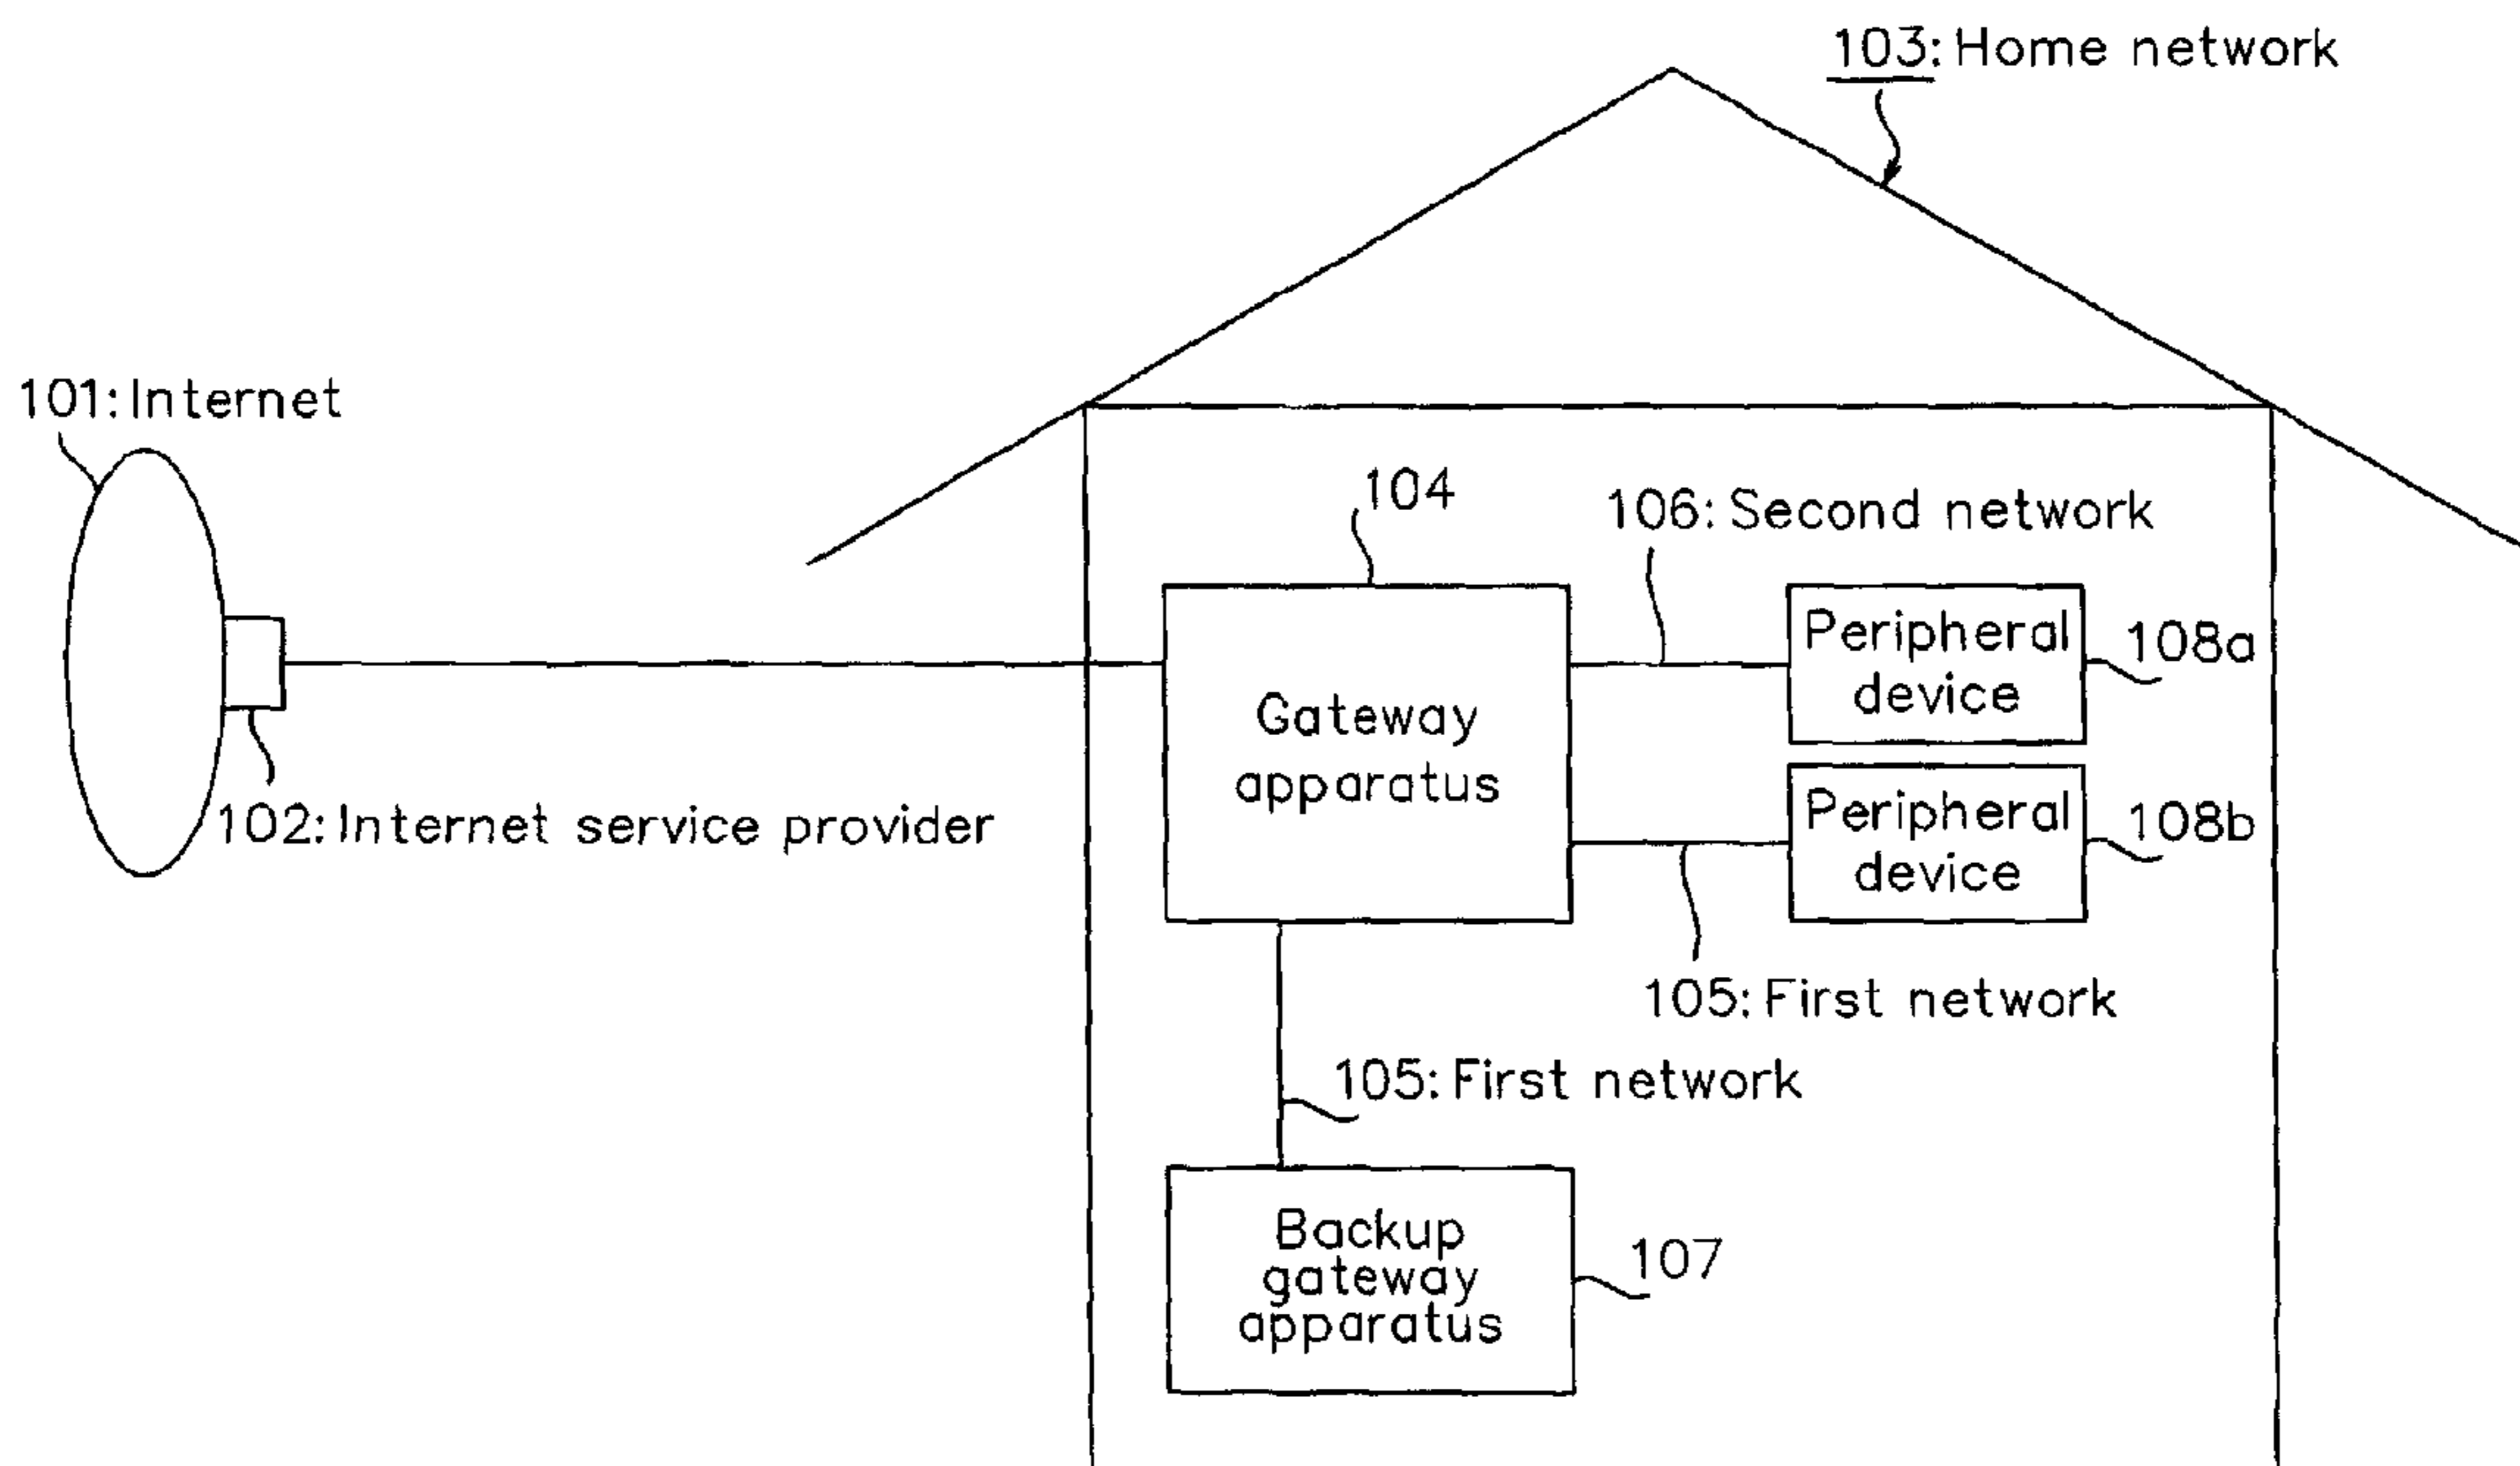 103: Home network
101: Internet
104
106: Second network
Peripheral
device
108a
Gateway
apparatus
102: Internet service provider
Peripheral
device
108b
105: First network
105: First network
Backup
gateway
apparatus
107